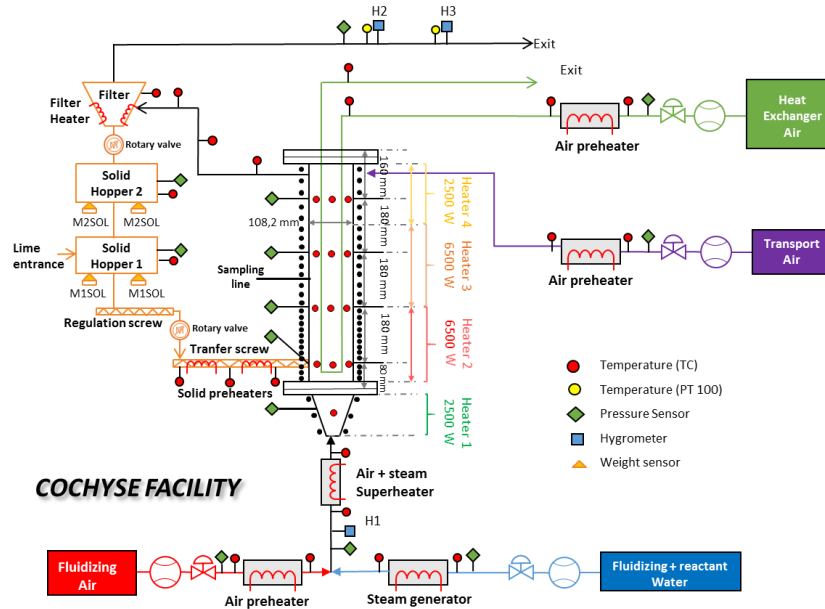 H2
H3
Exit
Exit
Filter
Filter
Heater
Rotary valve
Solid
Hopper 2
M2SOL
M2SOL
Lime
entrance
Solid
Hopper 1
M1SOL
M1SOL
Regulation screw
Rotary valve
Tranfer screw
Solid preheaters
108,2 mm
Sampling
line
160 mm
180 mm
180 mm
180 mm
80 mm
Heater 4
2500 W
Heater 3
6500 W
Heater 2
6500 W
Heater 1
2500 W
Air preheater
Heat
Exchanger
Air
Air preheater
Transport
Air
Temperature (TC)
Temperature (PT 100)
Pressure Sensor
Hygrometer
Weight sensor
Air + steam
Superheater
COCHYSE FACILITY
H1
Fluidizing
Air
Air preheater
Steam generator
Fluidizing + reactant
Water